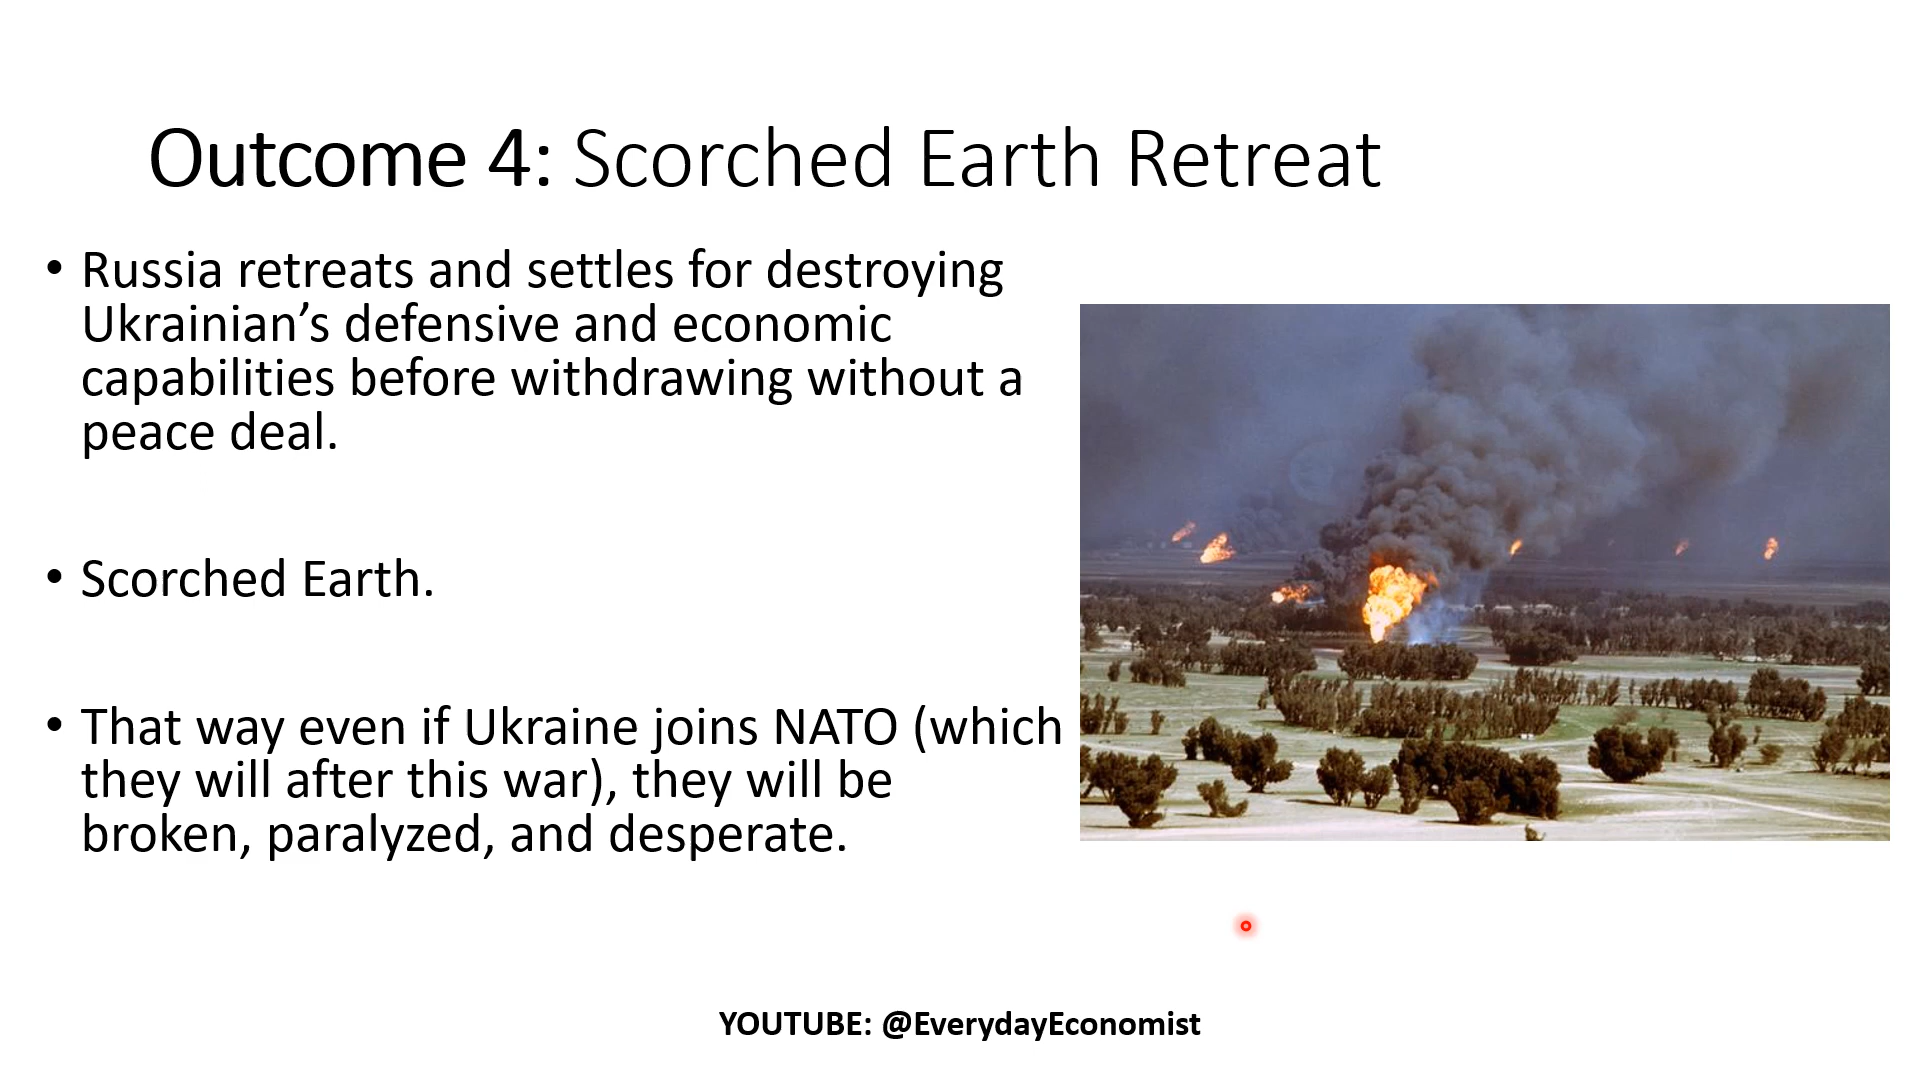 Outcome 4: Scorched Earth Retreat
• Russia retreats and settles for destroying
Ukrainian’s defensive and economic
capabilities before withdrawing without a
peace deal.
• Scorched Earth.
• That way even if Ukraine joins NATO (which
they will after this war), they will be
broken, paralyzed, and desperate.
YOUTUBE: @EverydayEconomist